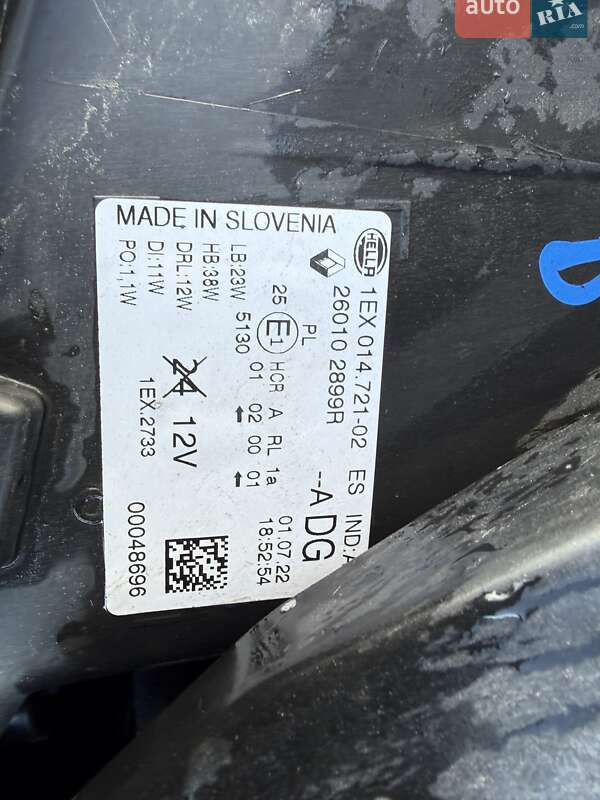 auto
RIA
.com
MADE IN SLOVENIA
HELLA
1EX 014.721-02 ES IND:A
26010 2899R
--A DG
PL
25 E1 HCR A RL 1a
5130 01 02 00 01
LB:23W
HB:38W
DRL:12W
DI:11W
PO:1,1W
24 12V
1EX.2733
01.07.22
18:52:54
00048696